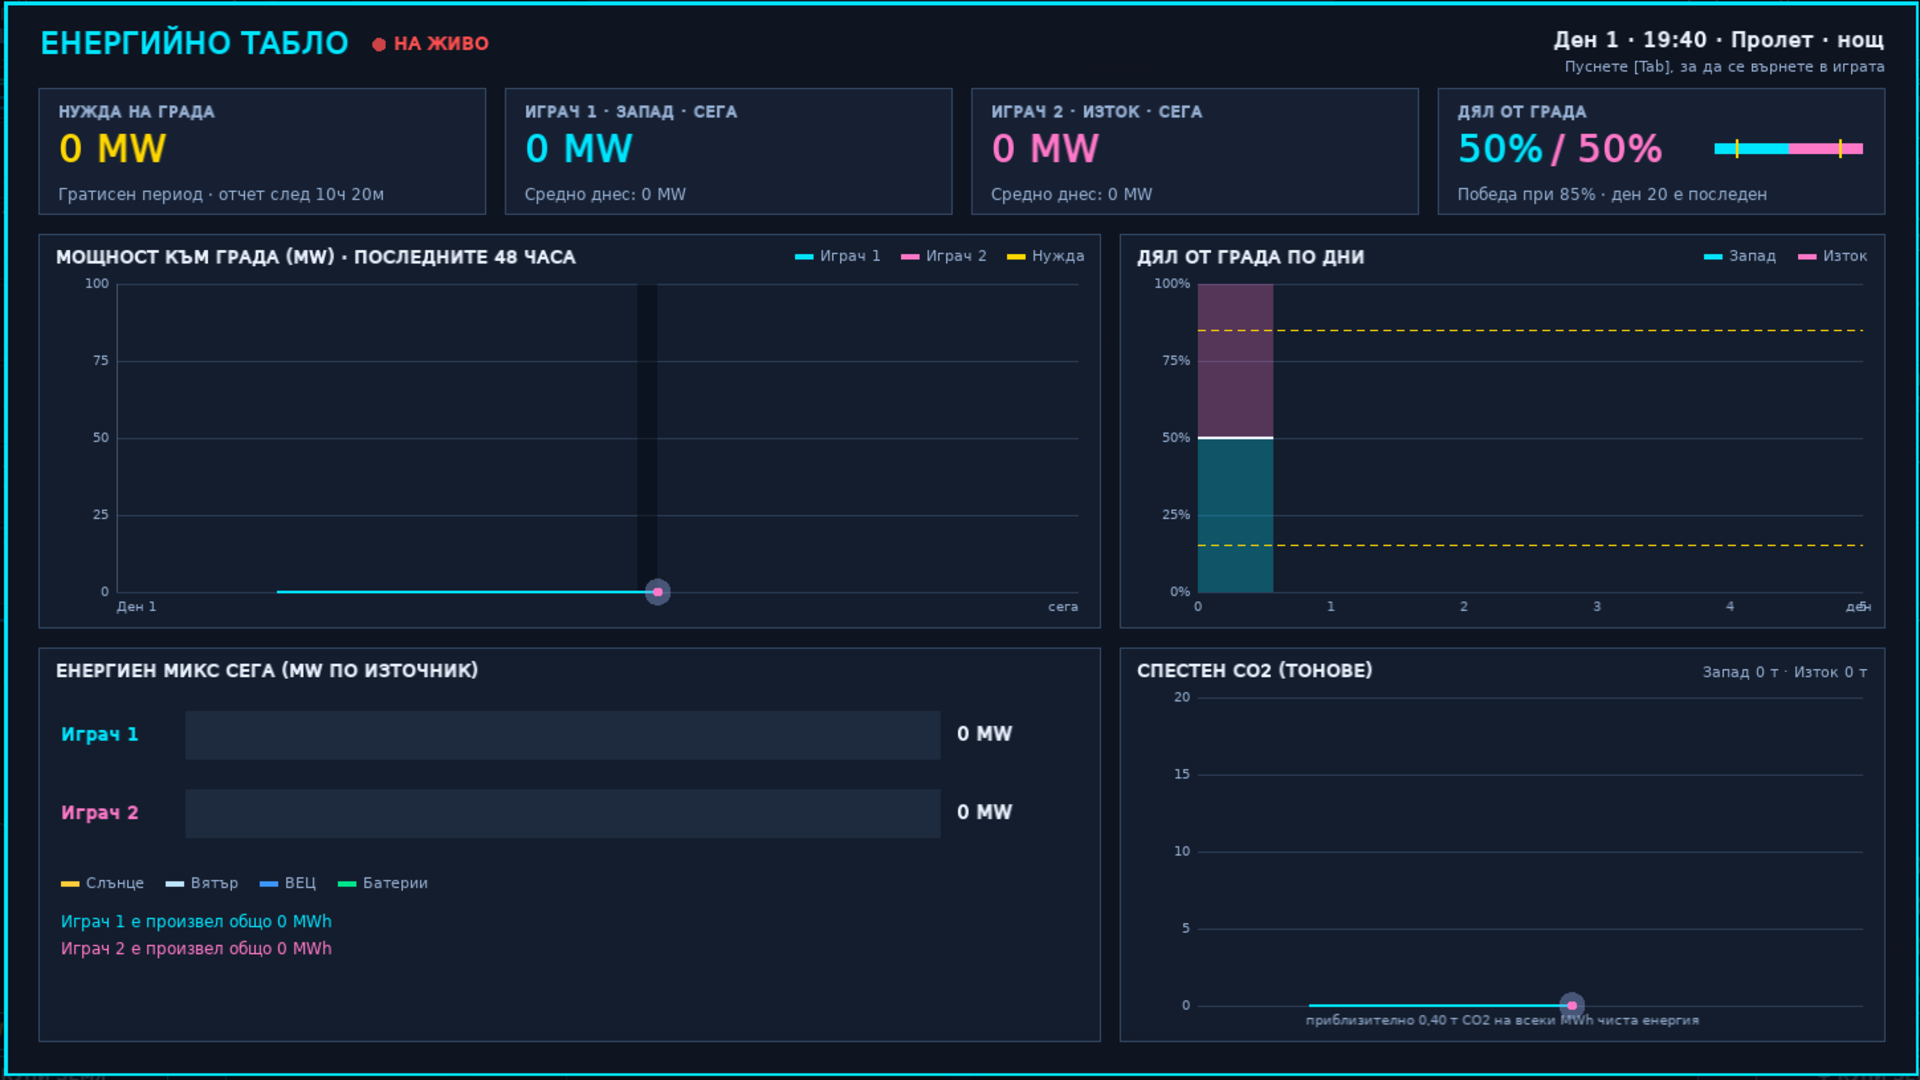 ЕНЕРГИЙНО ТАБЛО
НА ЖИВО
Ден 1 · 19:40 · Пролет · нощ
Пуснете [Tab], за да се върнете в играта
НУЖДА НА ГРАДА
0 MW
Гратисен период · отчет след 10ч 20м
ИГРАЧ 1 · ЗАПАД · СЕГА
0 MW
Средно днес: 0 MW
ИГРАЧ 2 · ИЗТОК · СЕГА
0 MW
Средно днес: 0 MW
ДЯЛ ОТ ГРАДА
50% / 50%
Победа при 85% · ден 20 е последен
МОЩНОСТ КЪМ ГРАДА (MW) · ПОСЛЕДНИТЕ 48 ЧАСА
Играч 1
Играч 2
Нужда
100
75
50
25
0
Ден 1
сега
ДЯЛ ОТ ГРАДА ПО ДНИ
Запад
Изток
100%
75%
50%
25%
0%
0 1 2 3 4 5
ден
ЕНЕРГИЕН МИКС СЕГА (MW ПО ИЗТОЧНИК)
Играч 1
0 MW
Играч 2
0 MW
Слънце
Вятър
ВЕЦ
Батерии
Играч 1 е произвел общо 0 MWh
Играч 2 е произвел общо 0 MWh
СПЕСТЕН CO2 (ТОНОВЕ)
Запад 0 т · Изток 0 т
20
15
10
5
0
приблизително 0,40 т CO2 на всеки MWh чиста енергия